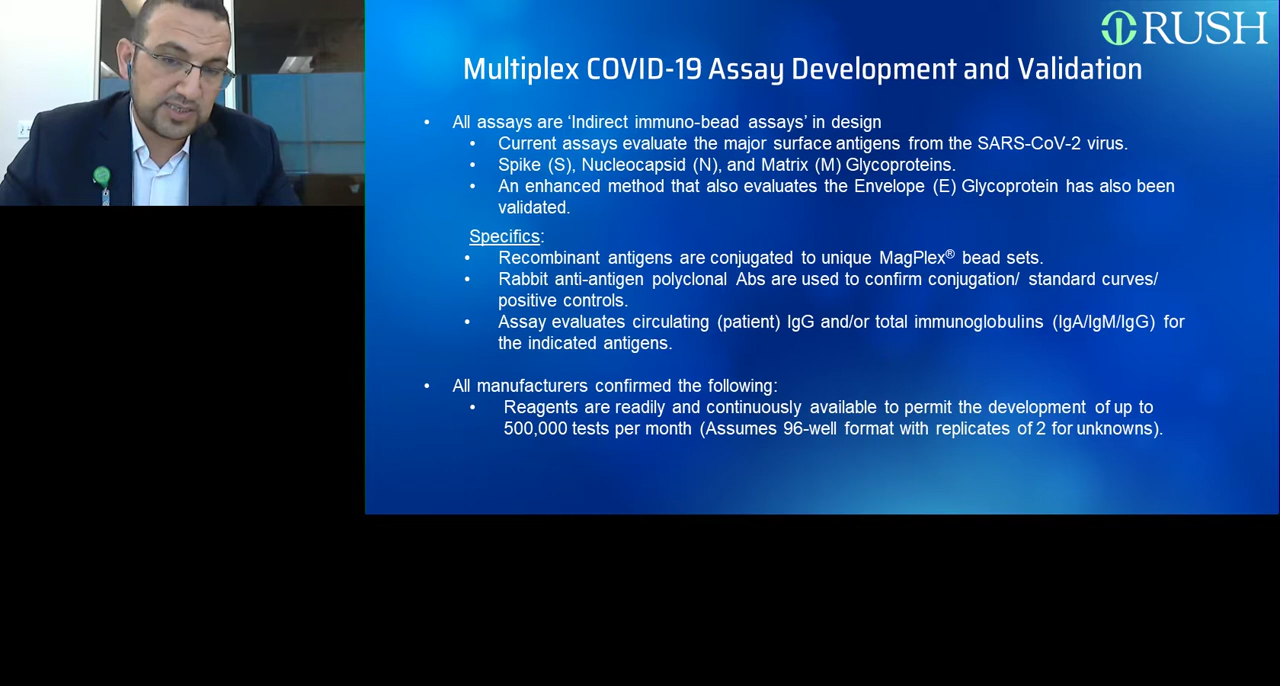 RUSH
Multiplex COVID-19 Assay Development and Validation
• All assays are ‘Indirect immuno-bead assays’ in design
• Current assays evaluate the major surface antigens from the SARS-CoV-2 virus.
• Spike (S), Nucleocapsid (N), and Matrix (M) Glycoproteins.
• An enhanced method that also evaluates the Envelope (E) Glycoprotein has also been
validated.
Specifics:
• Recombinant antigens are conjugated to unique MagPlex® bead sets.
• Rabbit anti-antigen polyclonal Abs are used to confirm conjugation/ standard curves/
positive controls.
• Assay evaluates circulating (patient) IgG and/or total immunoglobulins (IgA/IgM/IgG) for
the indicated antigens.
• All manufacturers confirmed the following:
• Reagents are readily and continuously available to permit the development of up to
500,000 tests per month (Assumes 96-well format with replicates of 2 for unknowns).